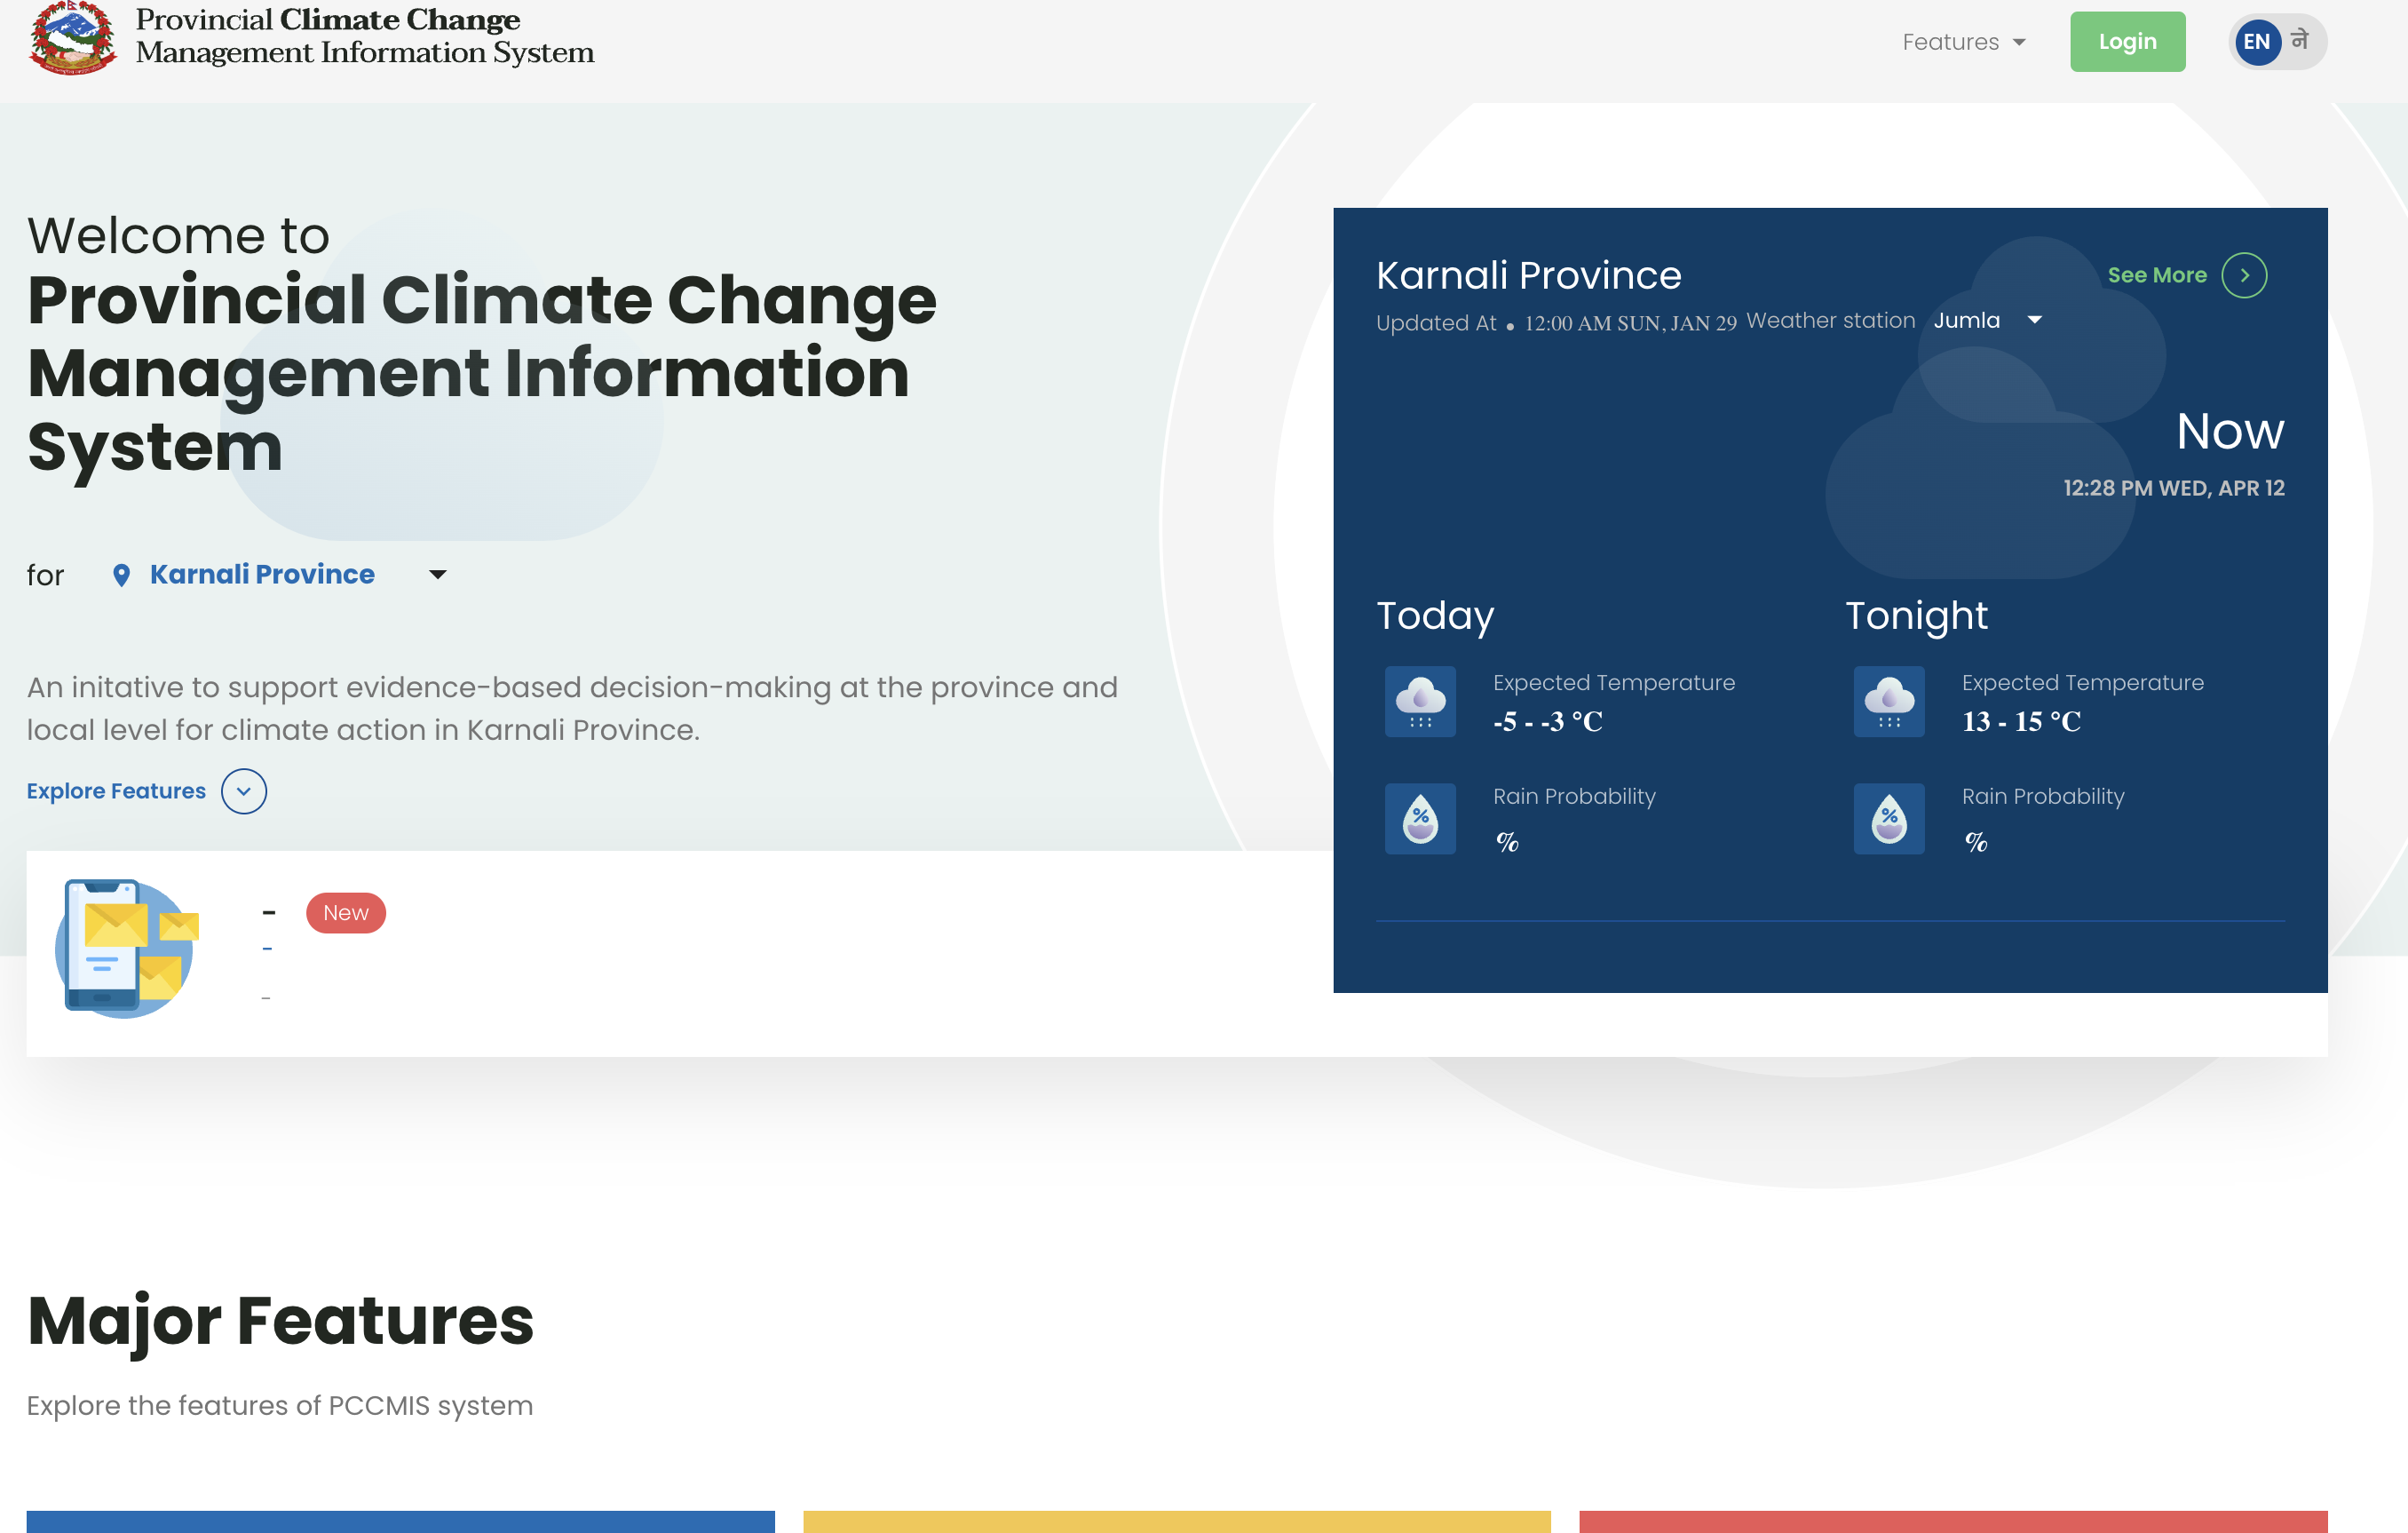 Provincial Climate Change
Management Information System
Features
Login
EN ने
Welcome to
Provincial Climate Change
Management Information
System
for Karnali Province
An initative to support evidence-based decision-making at the province and
local level for climate action in Karnali Province.
Explore Features
- New
-
-
Karnali Province
See More
Updated At • 12:00 AM SUN, JAN 29 Weather station Jumla
Now
12:28 PM WED, APR 12
Today
Expected Temperature
-5 - -3 °C
Rain Probability
%
Tonight
Expected Temperature
13 - 15 °C
Rain Probability
%
Major Features
Explore the features of PCCMIS system